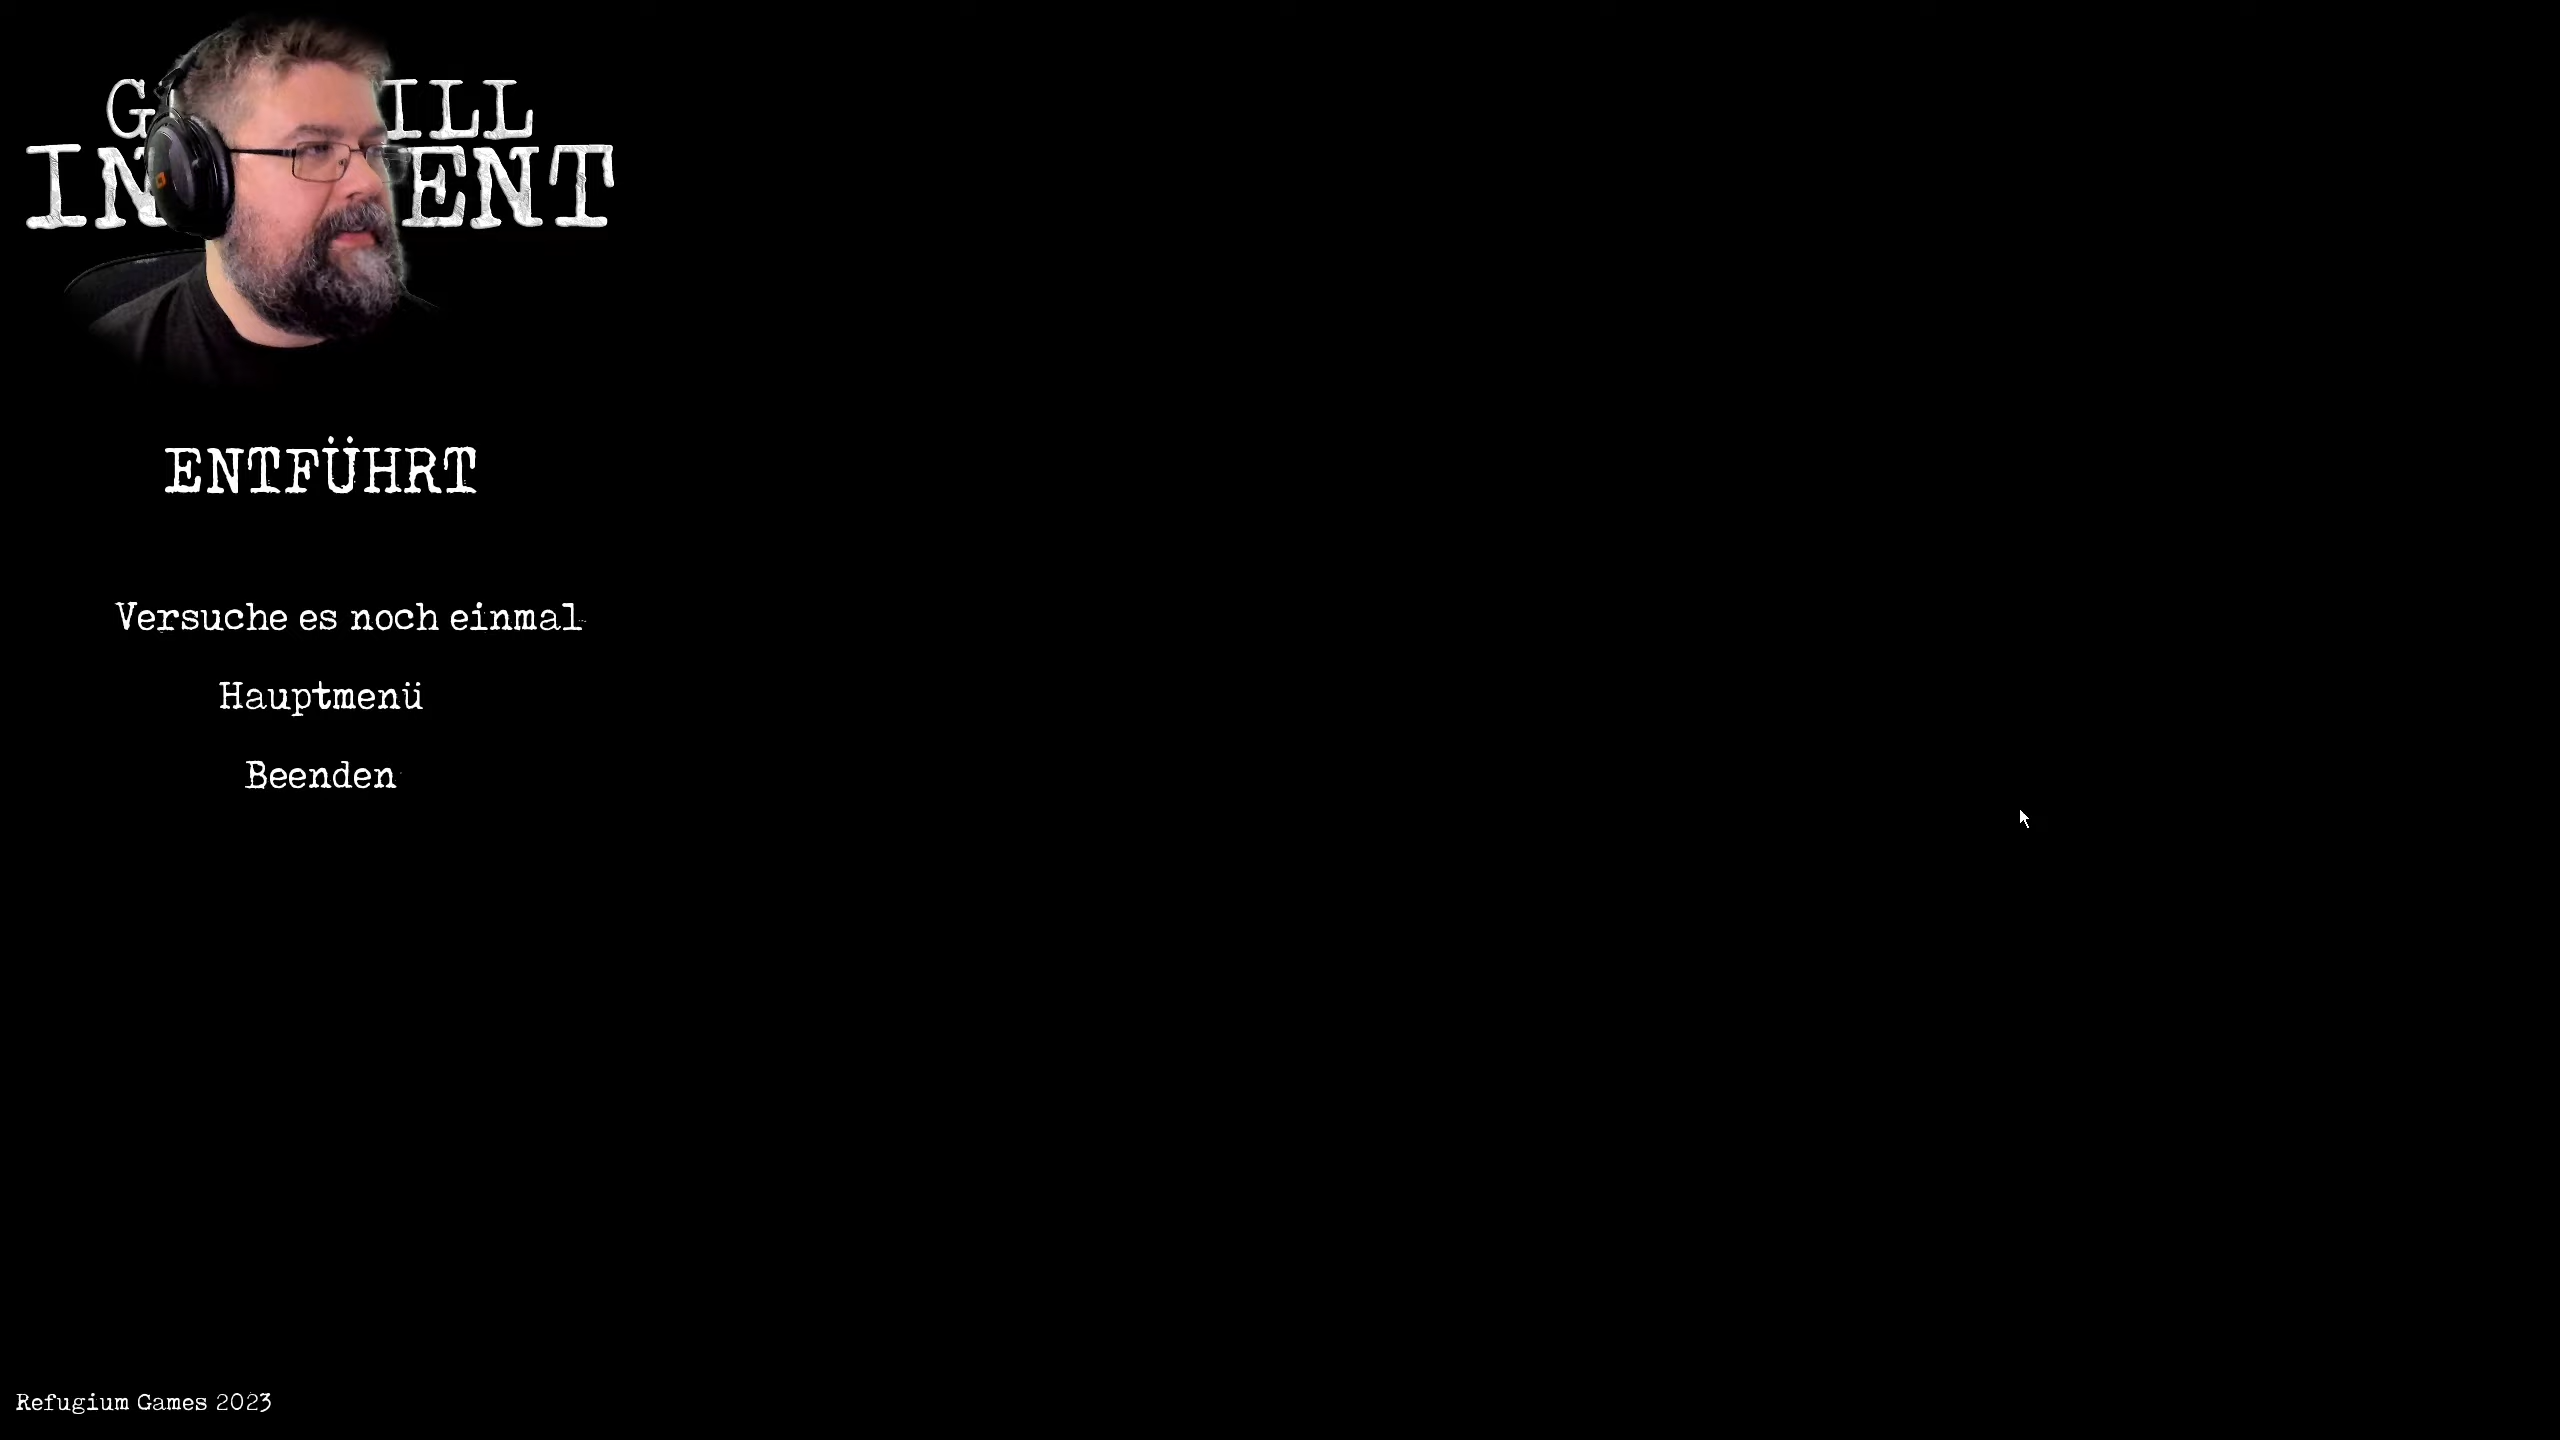 ENTFÜHRT
Versuche es noch einmal
Hauptmenü
Beenden
Refugium Games 2023